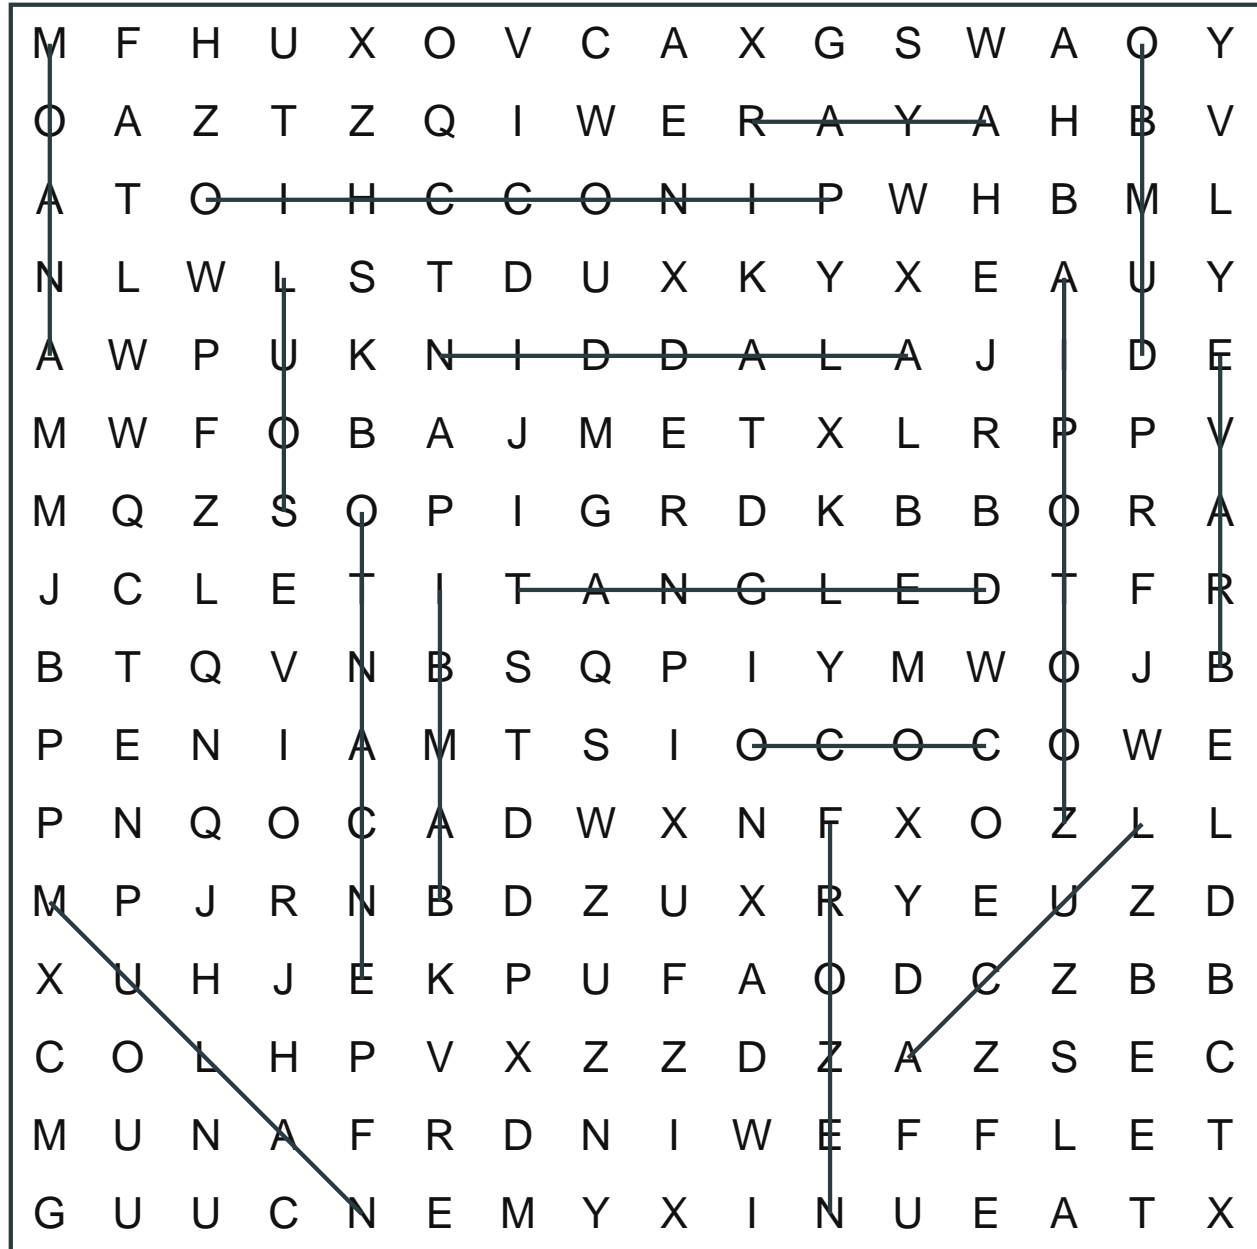 M F H U X O V C A X G S W A O Y
O A Z T Z Q I W E R A Y A H B V
A T O I H C C O N I P W H B M L
N L W L S T D U X K Y X E A U Y
A W P U K N I D D A L A J I D E
M W F O B A J M E T X L R P P V
M Q Z S O P I G R D K B B O R A
J C L E T I T A N G L E D T F R
B T Q V N B S Q P I Y M W O J B
P E N I A M T S I O C O C O W E
P N Q O C A D W X N F X O Z L L
M P J R N B D Z U X R Y E U Z D
X U H J E K P U F A O D C Z B B
C O L H P V X Z Z D Z A Z S E C
M U N A F R D N I W E F F L E T
G U U C N E M Y X I N U E A T X